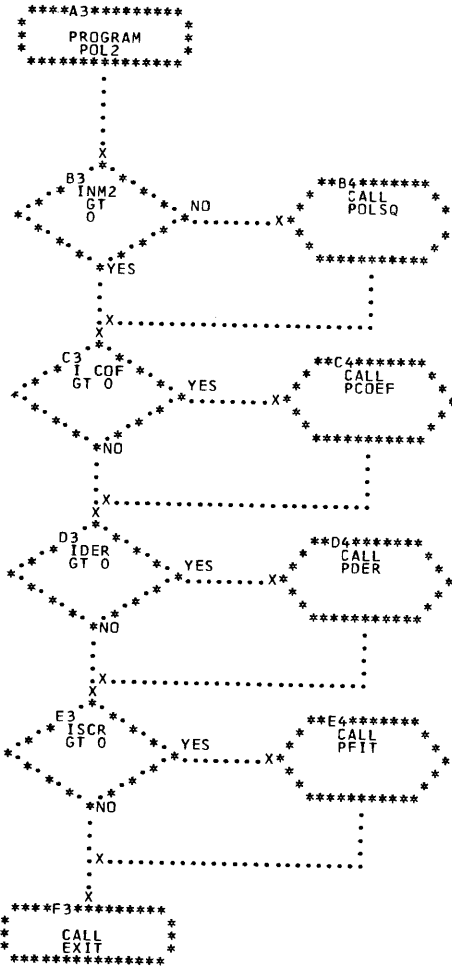 A3
PROGRAM
POL2
B3
INM2
GT
0
NO
YES
B4
CALL
POLSQ
C3
I COF
GT 0
YES
NO
C4
CALL
PCOEF
D3
IDER
GT 0
YES
NO
D4
CALL
PDER
E3
ISCR
GT 0
YES
NO
E4
CALL
PFIT
F3
CALL
EXIT